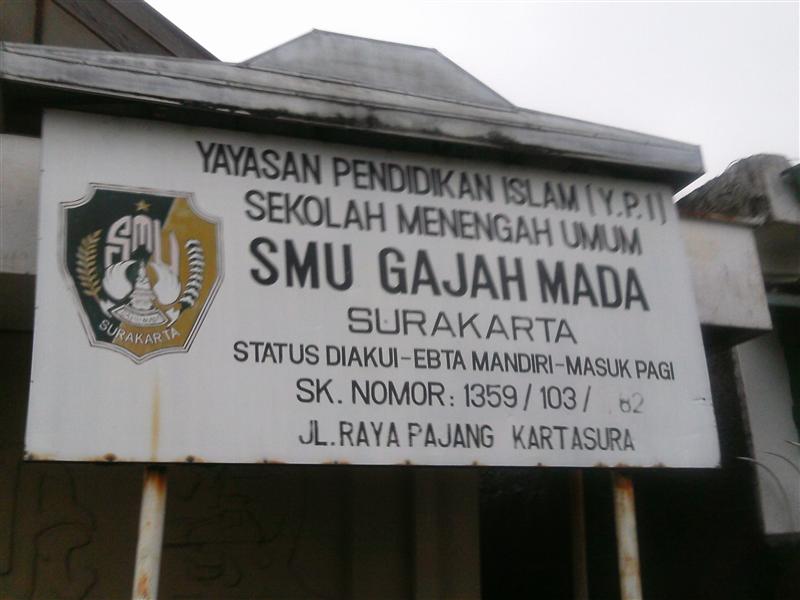 YAYASAN PENDIDIKAN ISLAM (Y.P.I)
SEKOLAH MENENGAH UMUM
SMU GAJAH MADA
SURAKARTA
STATUS DIAKUI-EBTA MANDIRI-MASUK PAGI
SK. NOMOR: 1359 / 103 / 82
JL. RAYA PAJANG KARTASURA
SMU
SURAKARTA